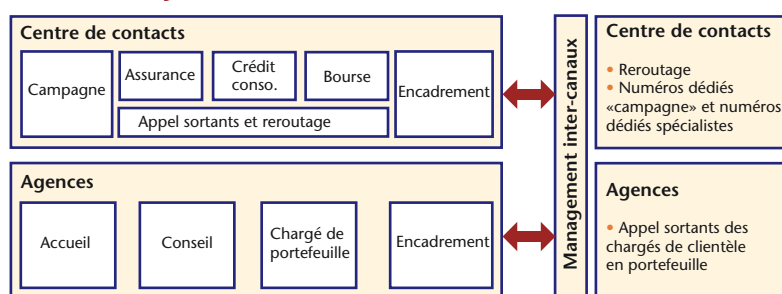 Centre de contacts
Campagne
Assurance
Crédit
conso.
Bourse
Encadrement
Appel sortants et reroutage
Agences
Accueil
Conseil
Chargé de
portefeuille
Encadrement
Management inter-canaux
Centre de contacts
• Reroutage
• Numéros dédiés
«campagne» et numéros
dédiés spécialistes
Agences
• Appel sortants des
chargés de clientèle
en portefeuille